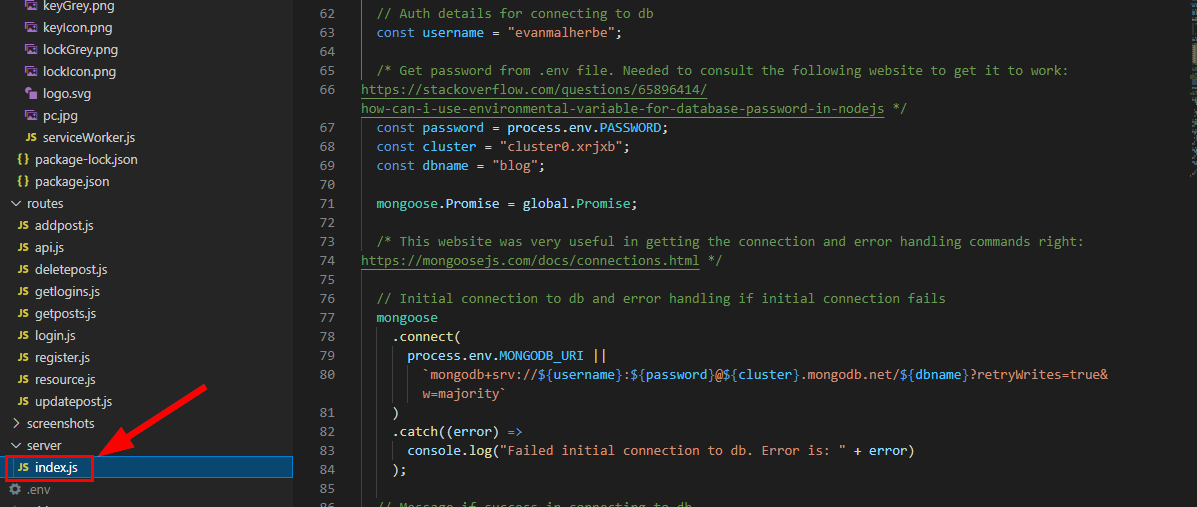 keyGrey.png
keyIcon.png
lockGrey.png
lockIcon.png
logo.svg
pc.jpg
JS serviceWorker.js
{} package-lock.json
{} package.json
routes
JS addpost.js
JS api.js
JS deletepost.js
JS getlogins.js
JS getposts.js
JS login.js
JS register.js
JS resource.js
JS updatepost.js
screenshots
server
JS index.js
.env
62 // Auth details for connecting to db
63 const username = "evanmalherbe";
64
65 /* Get password from .env file. Needed to consult the following website to get it to work:
66 https://stackoverflow.com/questions/65896414/
how-can-i-use-environmental-variable-for-database-password-in-nodejs */
67 const password = process.env.PASSWORD;
68 const cluster = "cluster0.xrjxb";
69 const dbname = "blog";
70
71 mongoose.Promise = global.Promise;
72
73 /* This website was very useful in getting the connection and error handling commands right:
74 https://mongoosejs.com/docs/connections.html */
75
76 // Initial connection to db and error handling if initial connection fails
77 mongoose
78 .connect(
79 process.env.MONGODB_URI ||
80 `mongodb+srv://${username}:${password}@${cluster}.mongodb.net/${dbname}?retryWrites=true&
w=majority`
81 )
82 .catch((error) =>
83 console.log("Failed initial connection to db. Error is: " + error)
84 );
85
86 // Message if success in connecting to db